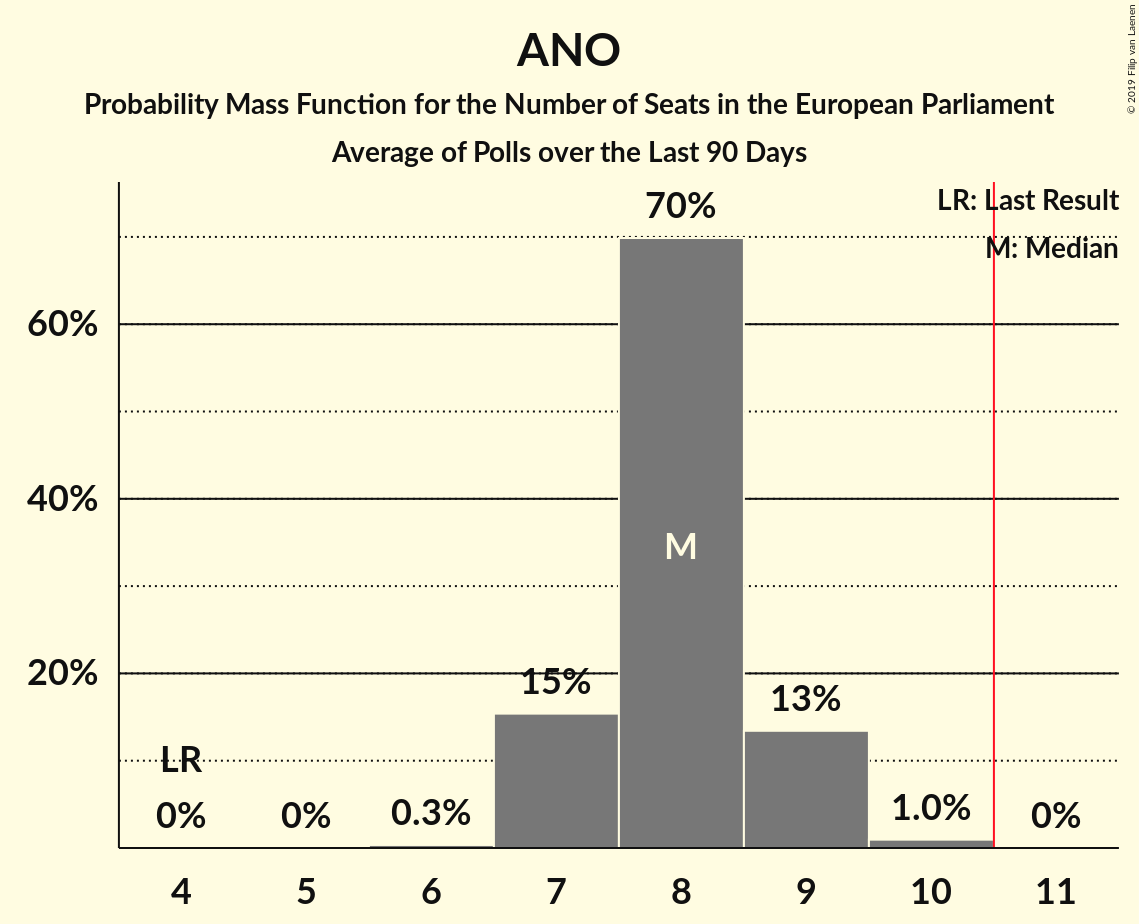 ANO
Probability Mass Function for the Number of Seats in the European Parliament
Average of Polls over the Last 90 Days
© 2019 Filip van Laenen
LR: Last Result
M: Median
70%
60%
40%
20%
M
15%
13%
LR
0%
0%
0.3%
1.0%
0%
4
5
6
7
8
9
10
11